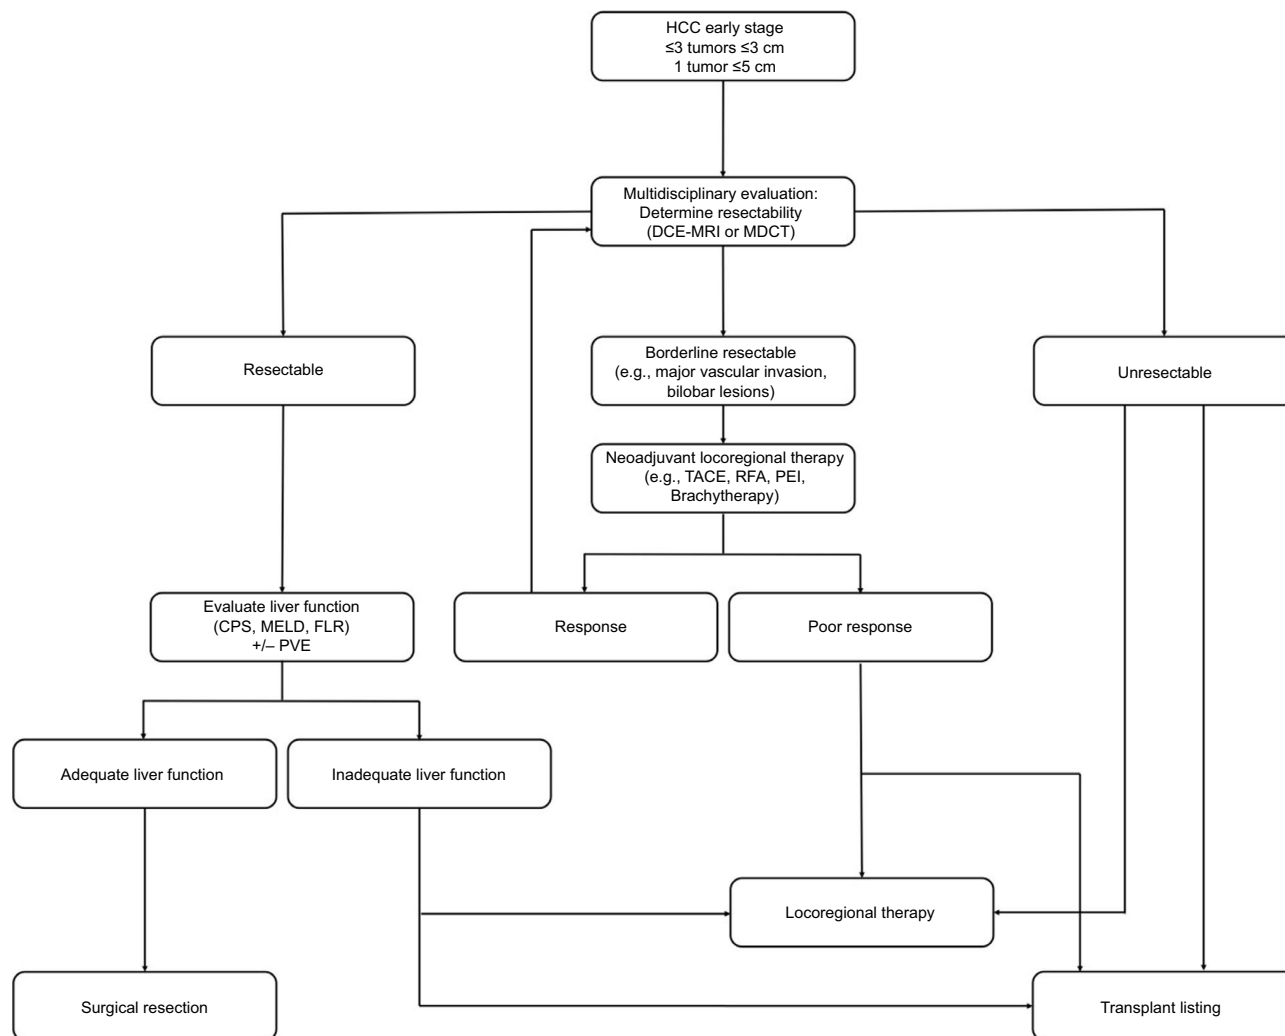 HCC early stage
≤3 tumors ≤3 cm
1 tumor ≤5 cm
Multidisciplinary evaluation:
Determine resectability
(DCE-MRI or MDCT)
Resectable
Borderline resectable
(e.g., major vascular invasion,
bilobar lesions)
Unresectable
Neoadjuvant locoregional therapy
(e.g., TACE, RFA, PEI,
Brachytherapy)
Evaluate liver function
(CPS, MELD, FLR)
+/– PVE
Response
Poor response
Adequate liver function
Inadequate liver function
Locoregional therapy
Surgical resection
Transplant listing